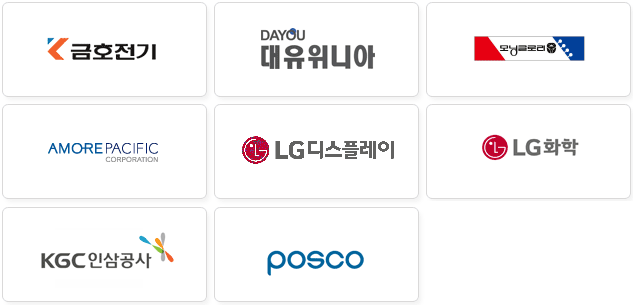 금호전기
DAYOU
대유위니아
모닝글로리
AMOREPACIFIC
CORPORATION
LG디스플레이
LG화학
KGC인삼공사
posco